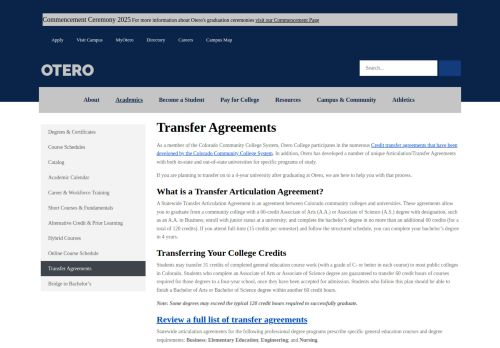 Commencement Ceremony 2025 For more information about Otero's graduation ceremonies visit our Commencement Page
Apply Visit Campus MyOtero Directory Careers Campus Map
OTERO
Search...
About Academics Become a Student Pay for College Resources Campus & Community Athletics
Degrees & Certificates
Course Schedules
Catalog
Academic Calendar
Career & Workforce Training
Short Courses & Fundamentals
Alternative Credit & Prior Learning
Hybrid Courses
Online Course Schedule
Transfer Agreements
Bridge to Bachelor's
Transfer Agreements
As a member of the Colorado Community College System, Otero College participates in the numerous Credit transfer agreements that have been
developed by the Colorado Community College System. In addition, Otero has developed a number of unique Articulation/Transfer Agreements
with both in-state and out-of-state universities for specific programs of study.
If you are planning to transfer on to a 4-year university after graduating at Otero, we are here to help you with that process.
What is a Transfer Articulation Agreement?
A Statewide Transfer Articulation Agreement is an agreement between Colorado community colleges and universities. These agreements allow
you to graduate from a community college with a 60-credit Associate of Arts (A.A.) or Associate of Science (A.S.) degree with designation, such
as an A.A. in Business; enroll with junior status at a university; and complete the bachelor's degree in no more than an additional 60 credits (for a
total of 120 credits). If you attend full-time (15 credits per semester) and follow the structured schedule, you can complete your bachelor's degree
in 4 years.
Transferring Your College Credits
Students may transfer 31 credits of completed general education course work (with a grade of C- or better in each course) to most public colleges
in Colorado. Students who complete an Associate of Arts or Associate of Science degree are guaranteed to transfer 60 credit hours of courses
required for those degrees to a four-year school, once they have been accepted for admission. Students who follow this plan should be able to
finish a Bachelor of Arts or Bachelor of Science degree within another 60 credit hours.
Note: Some degrees may exceed the typical 120 credit hours required to successfully graduate.
Review a full list of transfer agreements
Statewide articulation agreements for the following professional degree programs prescribe specific general education courses and degree
requirements: Business, Elementary Education, Engineering, and Nursing.